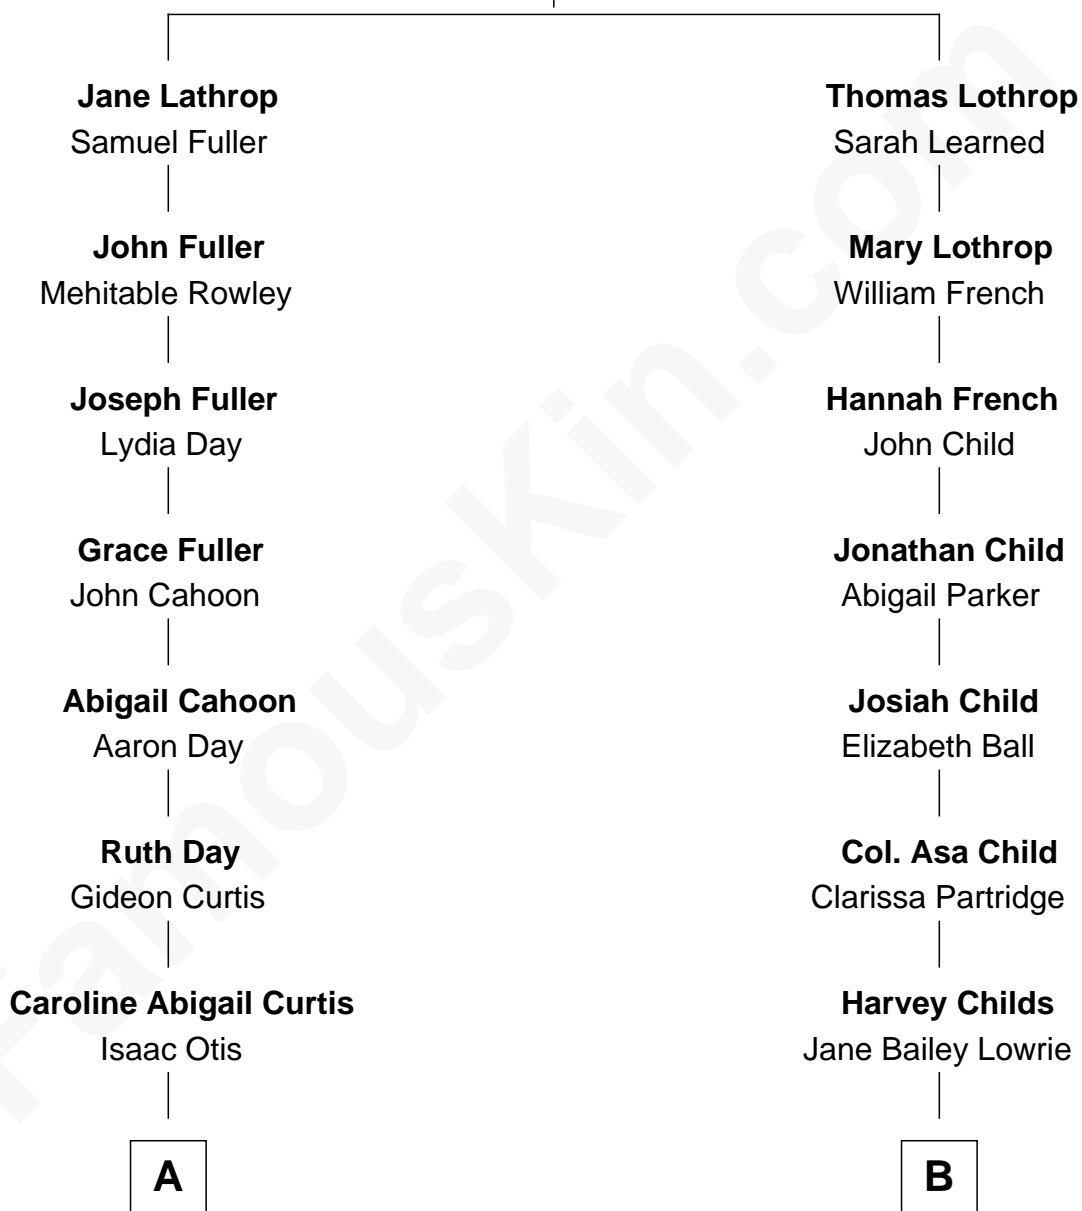 Jane Lathrop
Samuel Fuller
John Fuller
Mehitable Rowley
Joseph Fuller
Lydia Day
Grace Fuller
John Cahoon
Abigail Cahoon
Aaron Day
Ruth Day
Gideon Curtis
Caroline Abigail Curtis
Isaac Otis
A
Thomas Lothrop
Sarah Learned
Mary Lothrop
William French
Hannah French
John Child
Jonathan Child
Abigail Parker
Josiah Child
Elizabeth Ball
Col. Asa Child
Clarissa Partridge
Harvey Childs
Jane Bailey Lowrie
B
FamousKin.com